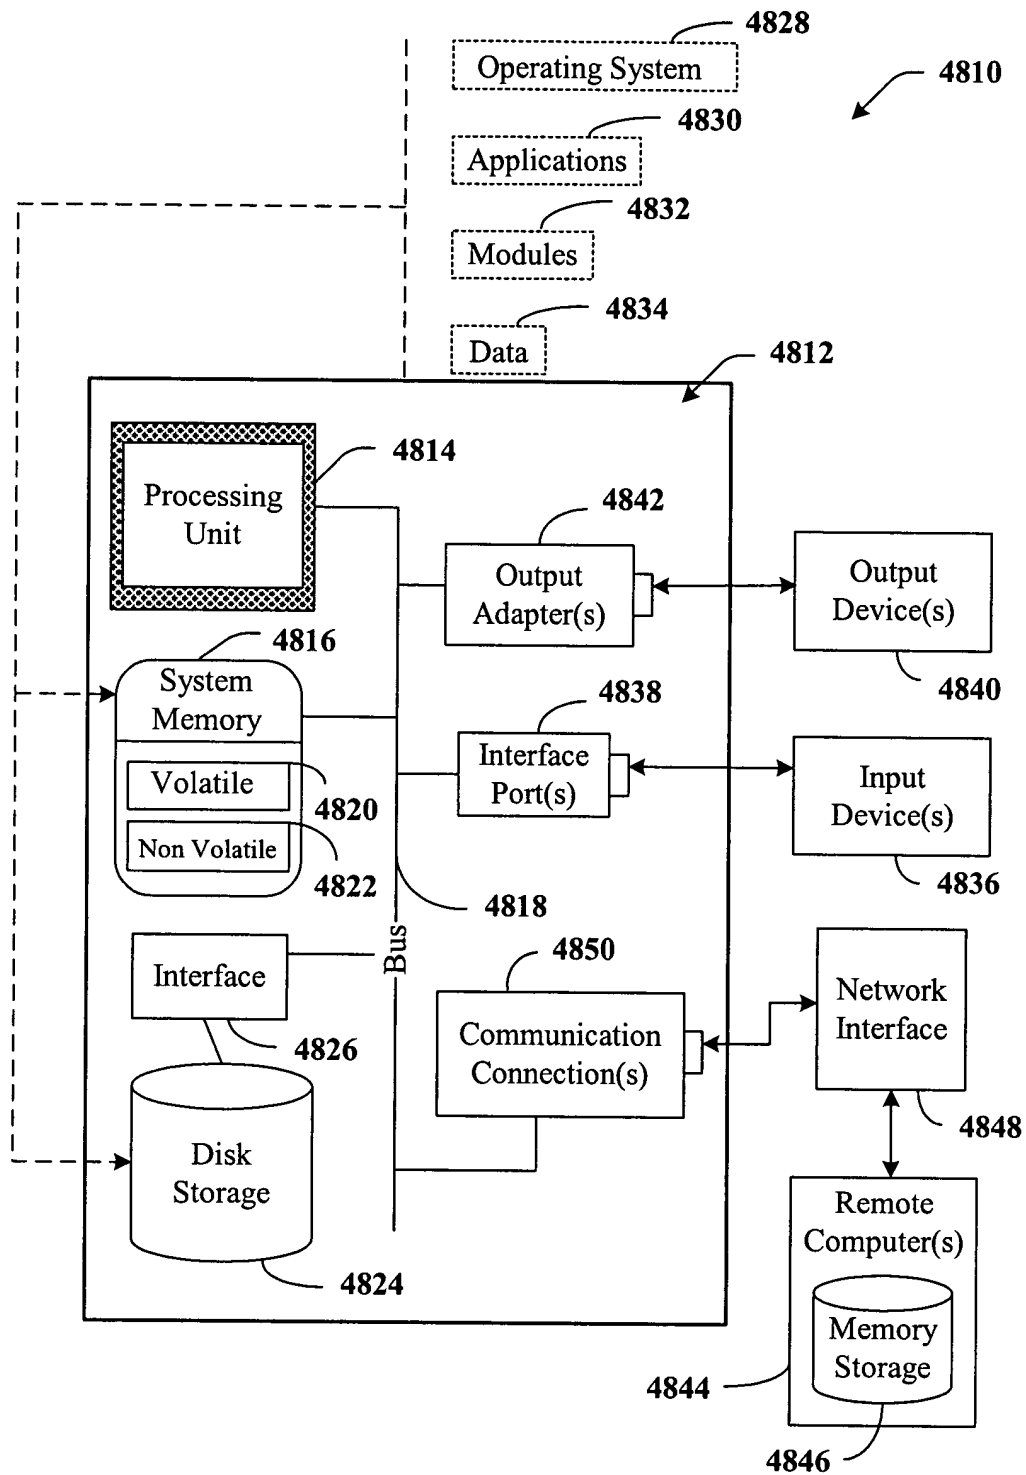 4828
Operating System
4810
4830
Applications
4832
Modules
4834
Data
4812
4814
Processing
Unit
4842
Output
Adapter(s)
Output
Device(s)
4840
4816
System
Memory
Volatile
4820
Non Volatile
4822
4838
Interface
Port(s)
Input
Device(s)
4836
4818
Bus
Interface
4826
4850
Communication
Connection(s)
Network
Interface
4848
Disk
Storage
4824
Remote
Computer(s)
Memory
Storage
4844
4846